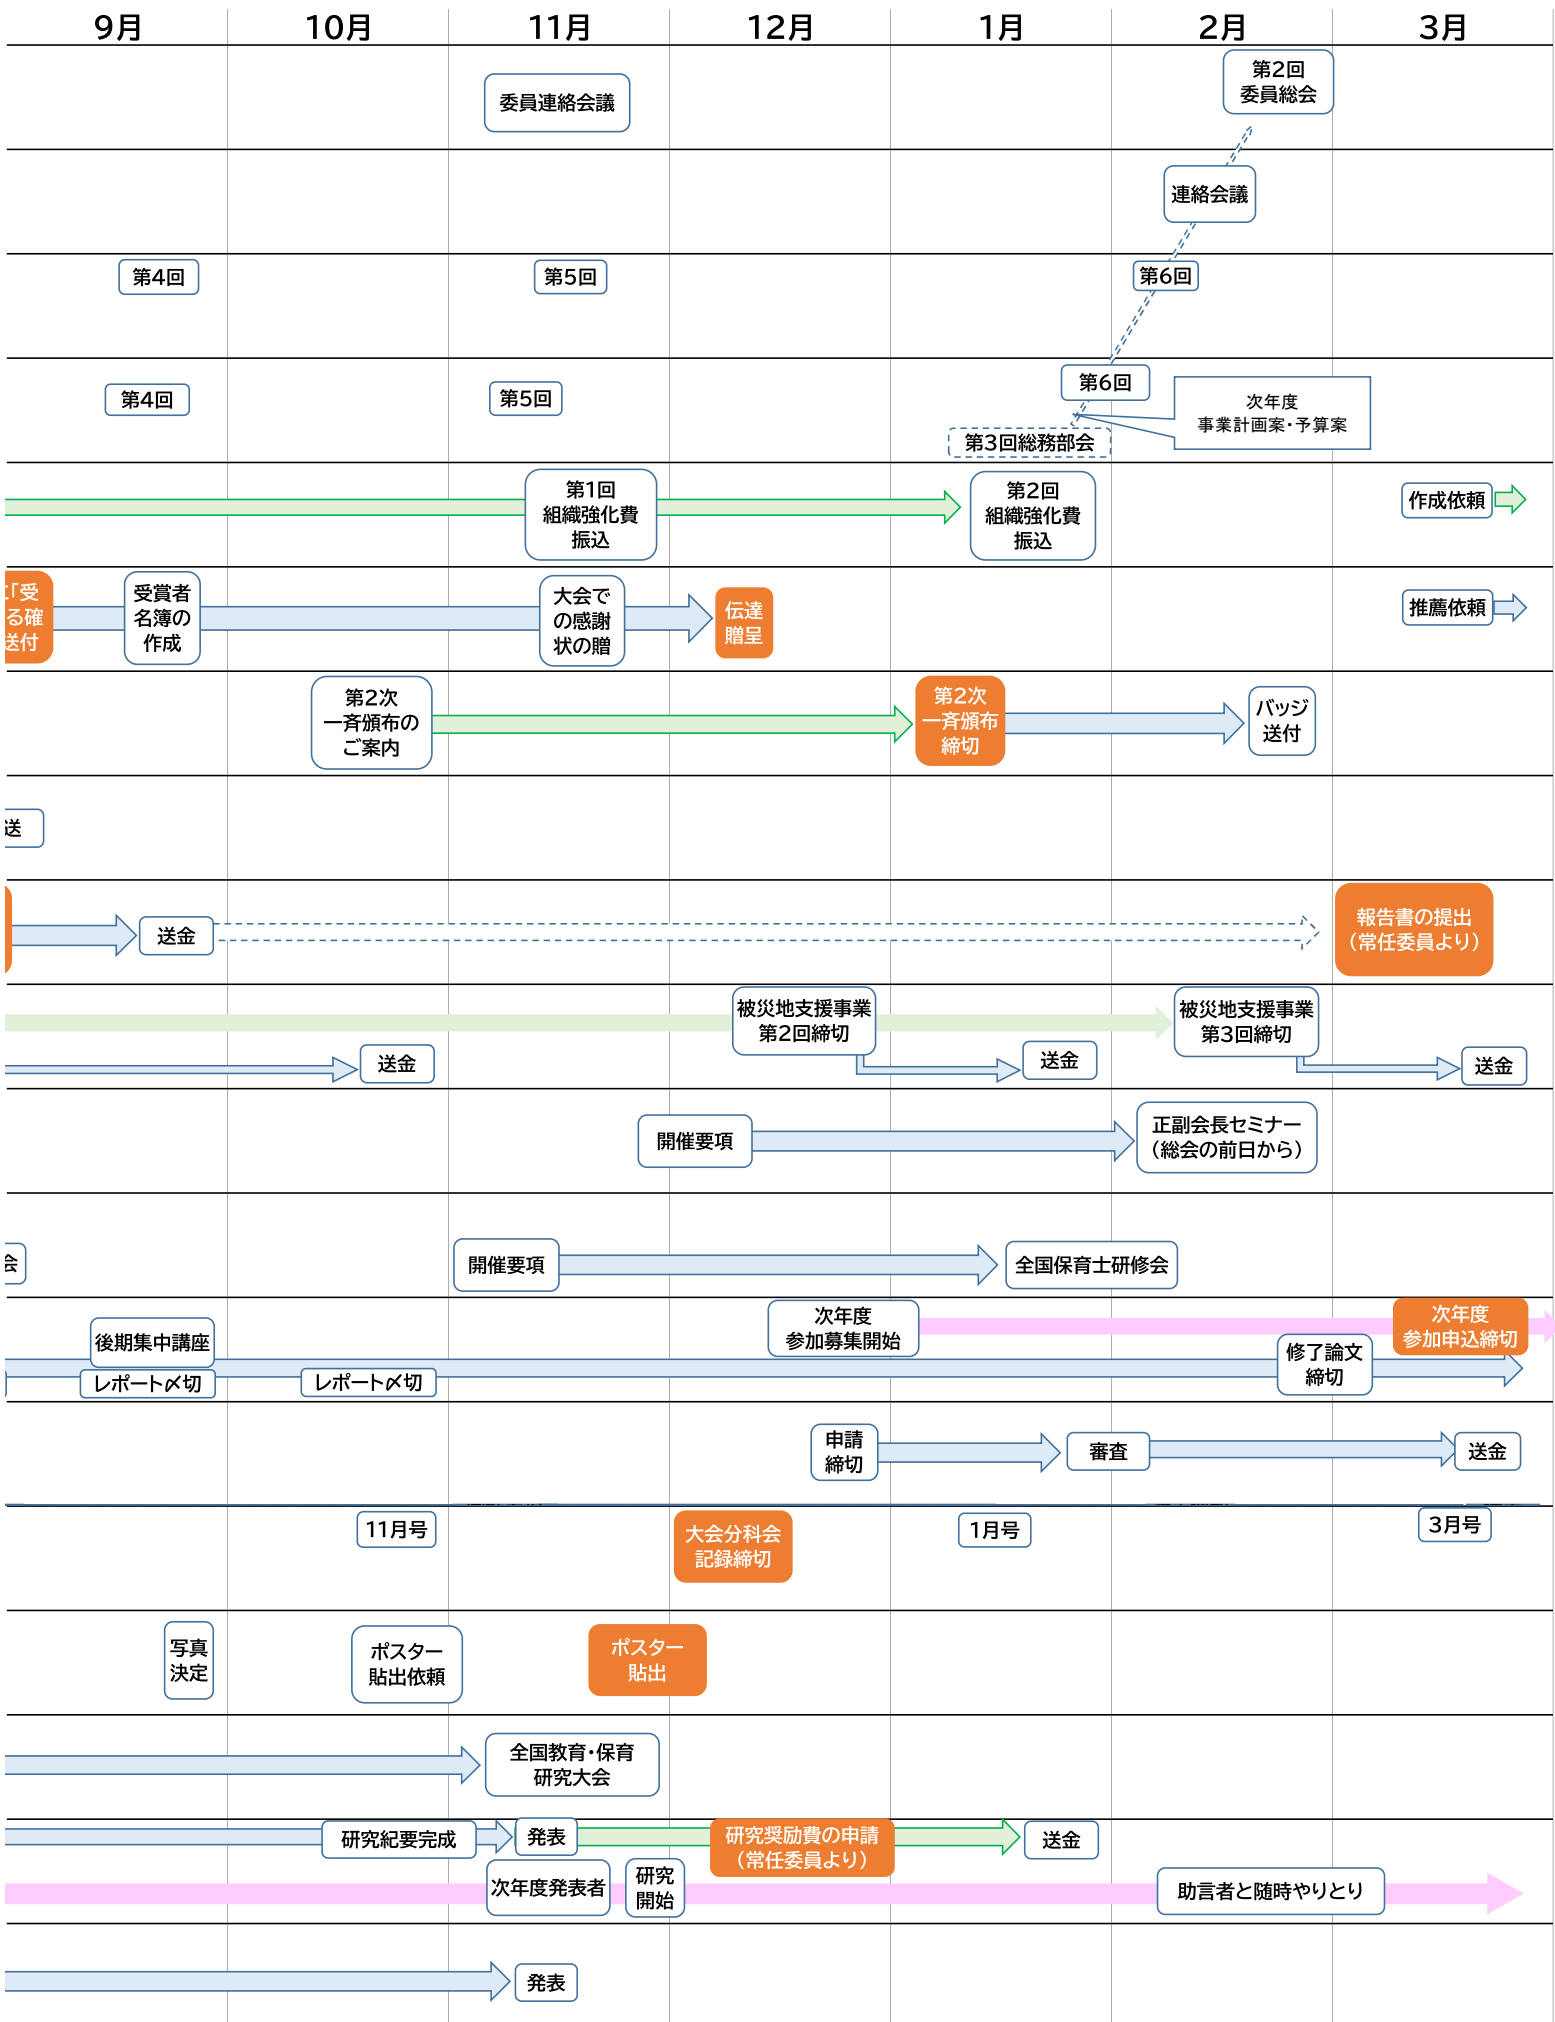 9月
10月
11月
12月
1月
2月
3月
委員連絡会議
第2回
委員総会
連絡会議
第4回
第5回
第6回
第4回
第5回
第6回
次年度
事業計画案・予算案
第3回総務部会
第1回
組織強化費
振込
第2回
組織強化費
振込
作成依頼
「受
る確
送付
受賞者
名簿の
作成
大会で
の感謝
状の贈
伝達
贈呈
推薦依頼
第2次
一斉頒布の
ご案内
第2次
一斉頒布
締切
バッジ
送付
送
送金
報告書の提出
（常任委員より）
被災地支援事業
第2回締切
被災地支援事業
第3回締切
送金
送金
送金
開催要項
正副会長セミナー
（総会の前日から）
会
開催要項
全国保育士研修会
次年度
参加募集開始
次年度
参加申込締切
後期集中講座
レポート〆切
レポート〆切
修了論文
締切
申請
締切
審査
送金
11月号
大会分科会
記録締切
1月号
3月号
写真
決定
ポスター
貼出依頼
ポスター
貼出
全国教育・保育
研究大会
研究紀要完成
発表
研究奨励費の申請
（常任委員より）
送金
次年度発表者
研究
開始
助言者と随時やりとり
発表